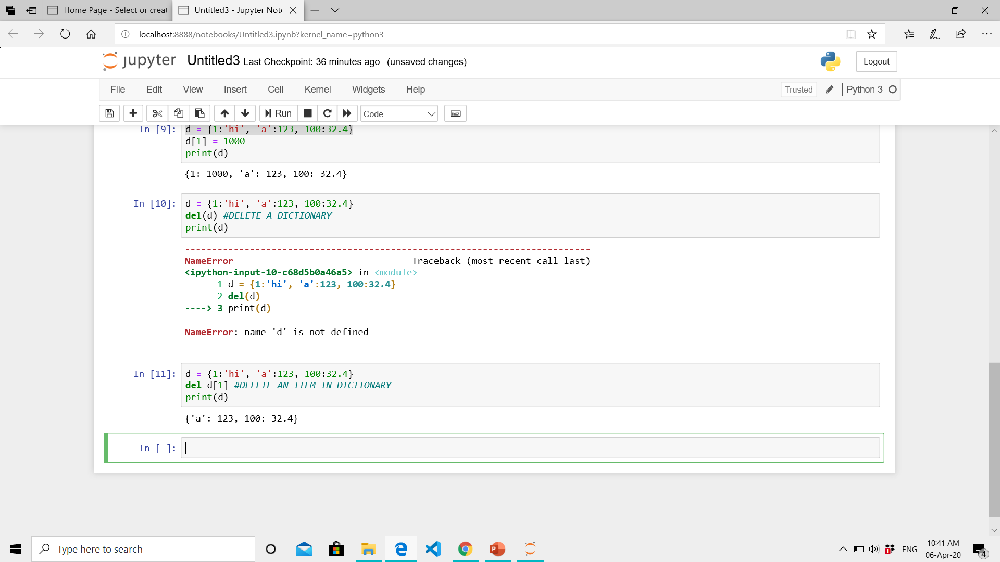 Home Page - Select or creat
Untitled3 - Jupyter Note
localhost:8888/notebooks/Untitled3.ipynb?kernel_name=python3
jupyter Untitled3 Last Checkpoint: 36 minutes ago (unsaved changes)
Logout
File Edit View Insert Cell Kernel Widgets Help
Trusted Python 3
Run Code
In [9]: d = {1:'hi', 'a':123, 100:32.4}
d[1] = 1000
print(d)
{1: 1000, 'a': 123, 100: 32.4}
In [10]: d = {1:'hi', 'a':123, 100:32.4}
del(d) #DELETE A DICTIONARY
print(d)
---------------------------------------------------------------------------
NameError Traceback (most recent call last)
<ipython-input-10-c68d5b0a46a5> in <module>
1 d = {1:'hi', 'a':123, 100:32.4}
2 del(d)
----> 3 print(d)
NameError: name 'd' is not defined
In [11]: d = {1:'hi', 'a':123, 100:32.4}
del d[1] #DELETE AN ITEM IN DICTIONARY
print(d)
{'a': 123, 100: 32.4}
In [ ]:
Type here to search
P
1
ENG
10:41 AM
06-Apr-20
4